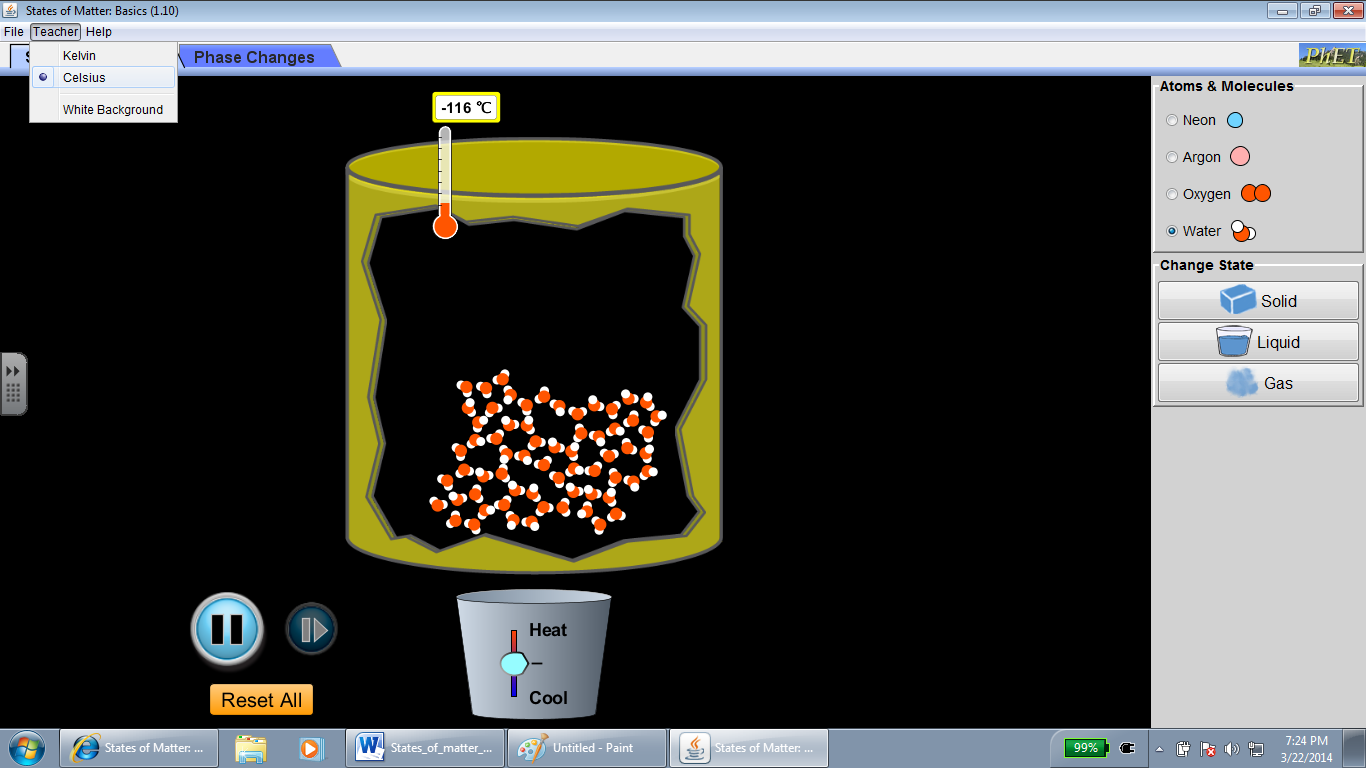 States of Matter: Basics (1.10)
File Teacher Help
Kelvin
Celsius
White Background
S
Phase Changes
PhET
-116 °C
Atoms & Molecules
Neon
Argon
Oxygen
Water
Change State
Solid
Liquid
Gas
Heat
Cool
Reset All
States of Matter: ...
States_of_matter_...
Untitled - Paint
States of Matter: ...
99%
7:24 PM
3/22/2014